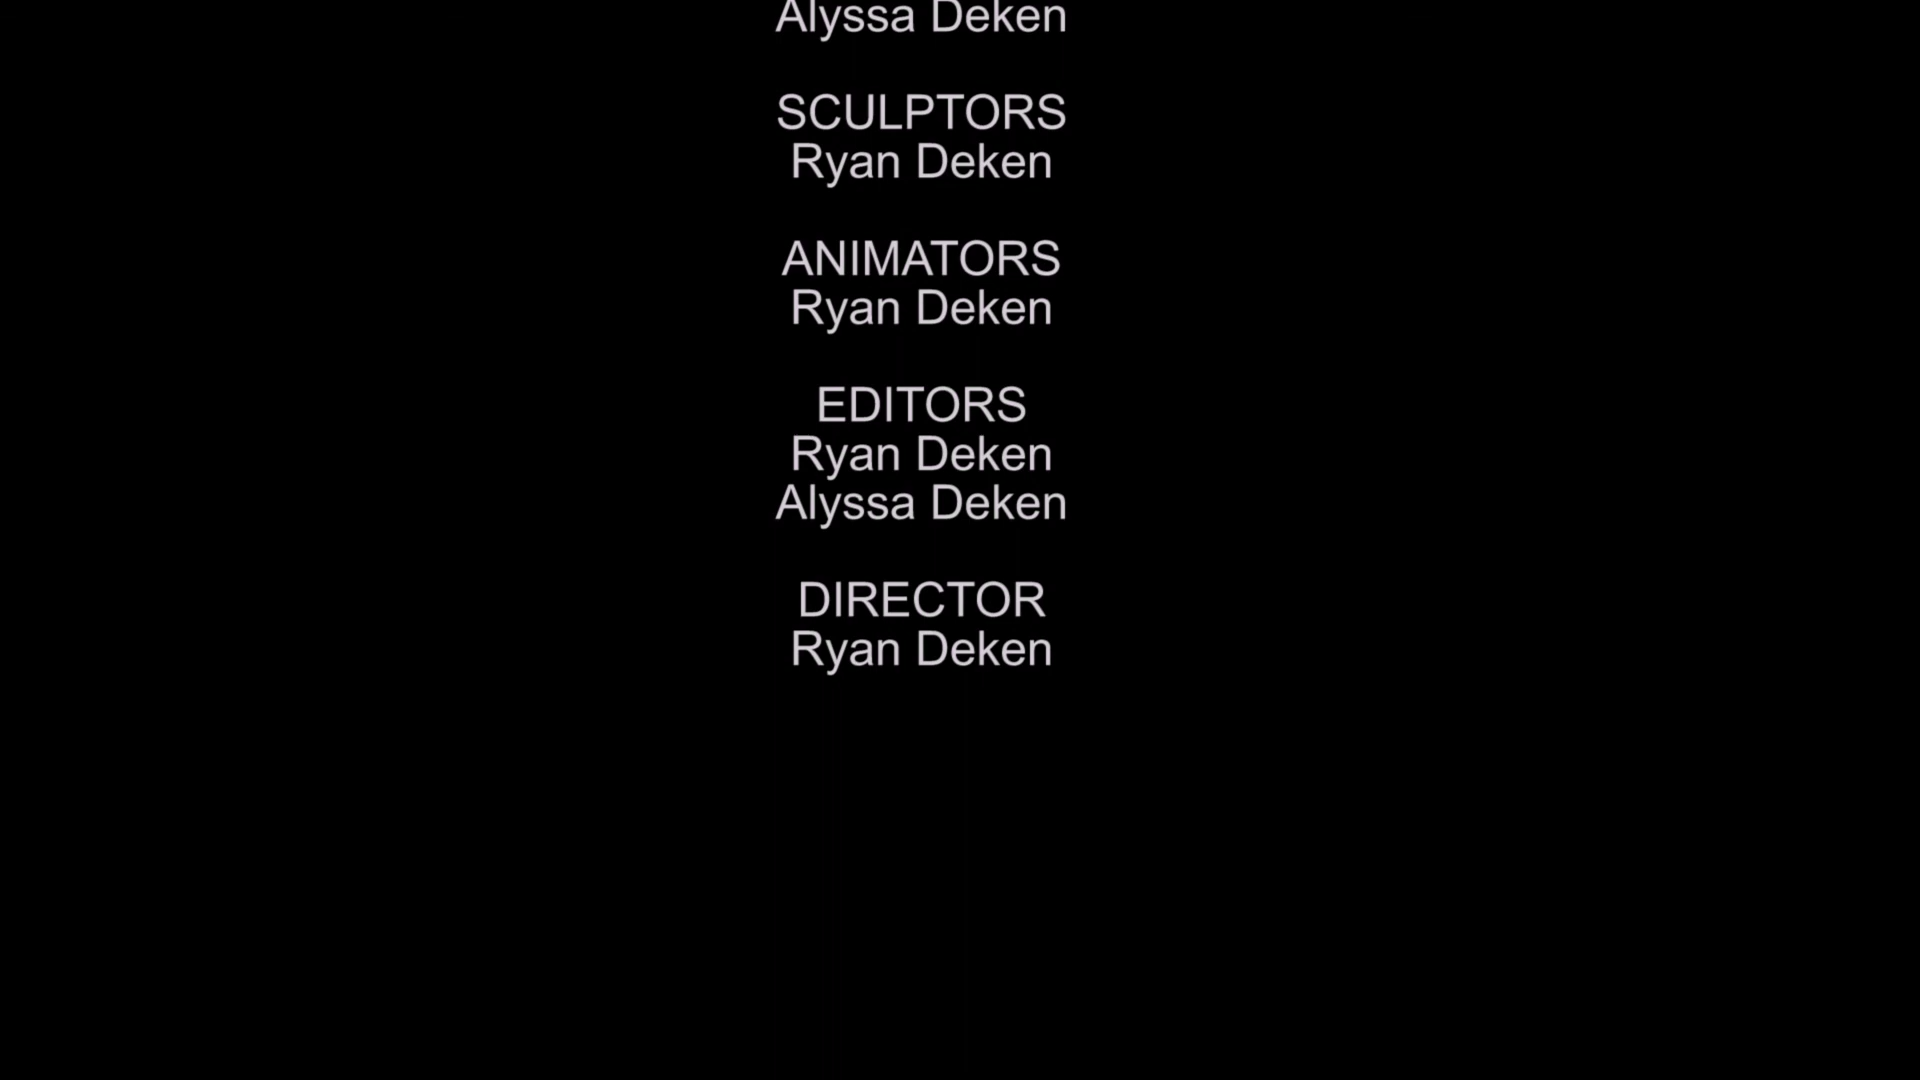 Alyssa Deken
SCULPTORS
Ryan Deken
ANIMATORS
Ryan Deken
EDITORS
Ryan Deken
Alyssa Deken
DIRECTOR
Ryan Deken